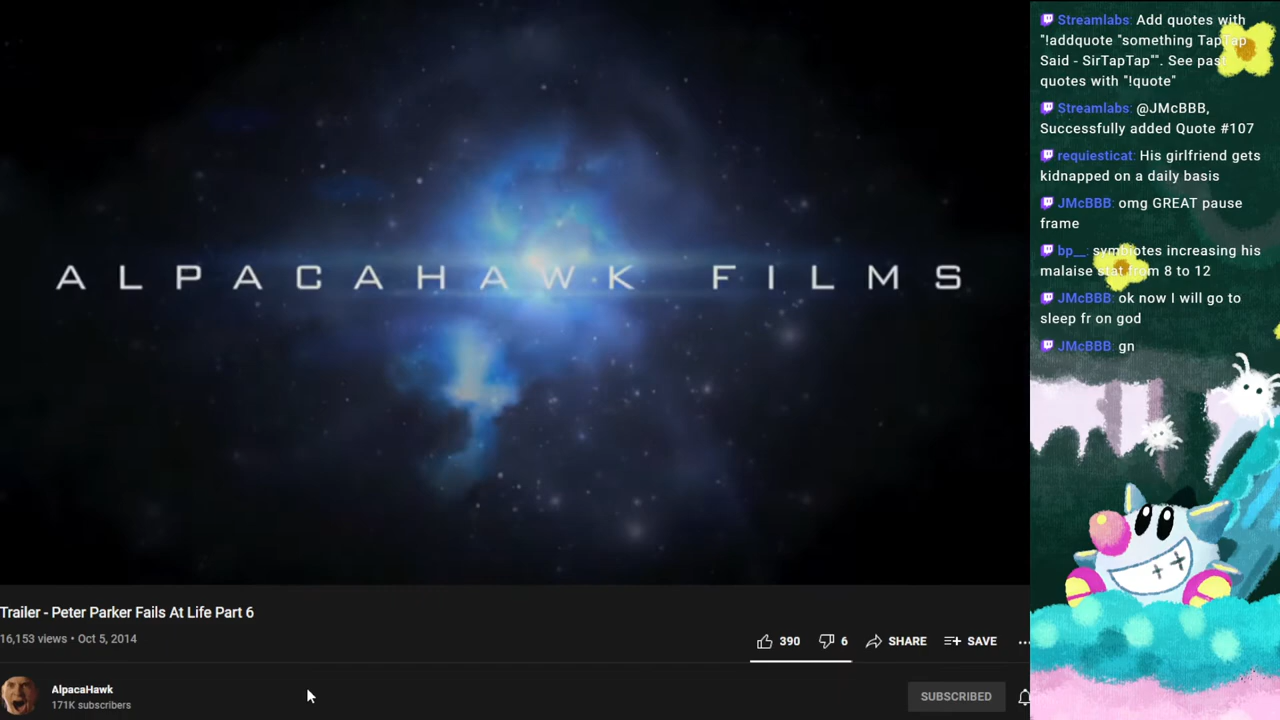 ALPACAHAWK FILMS
Trailer - Peter Parker Fails At Life Part 6
16,153 views • Oct 5, 2014
390
6
SHARE
SAVE
AlpacaHawk
171K subscribers
SUBSCRIBED
Streamlabs: Add quotes with
"!addquote "something TapTap
Said - SirTapTap"". See past
quotes with "!quote"
Streamlabs: @JMcBBB,
Successfully added Quote #107
requiesticat: His girlfriend gets
kidnapped on a daily basis
JMcBBB: omg GREAT pause
frame
bp__: symbiotes increasing his
malaise stat from 8 to 12
JMcBBB: ok now I will go to
sleep fr on god
JMcBBB: gn